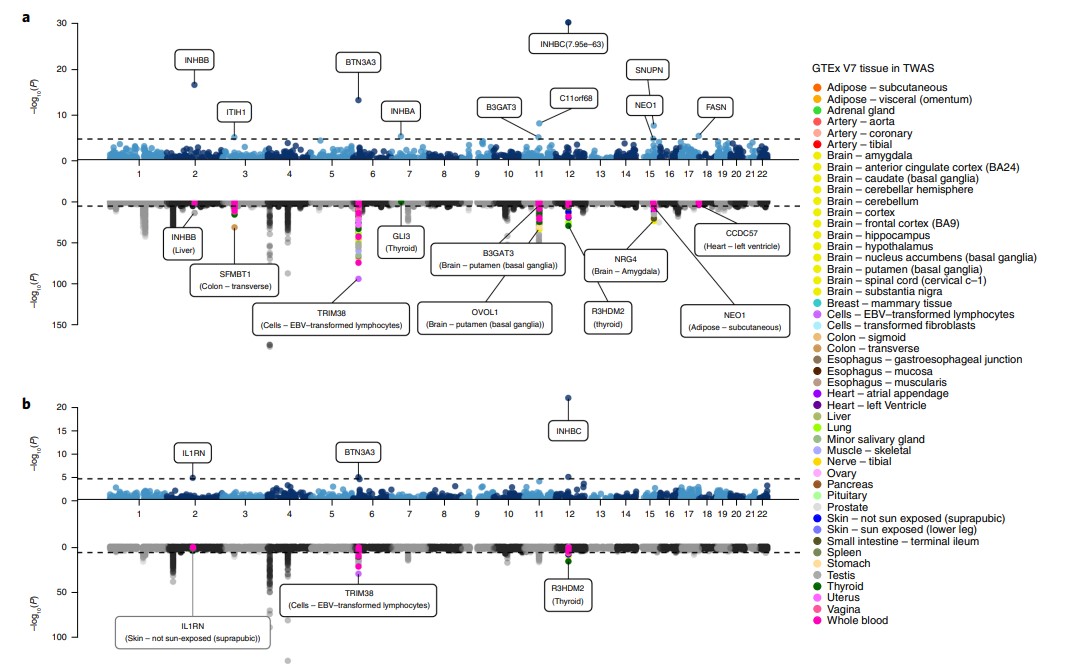 a
30
20
10
0
−log₁₀(P)
INHBB
ITIH1
BTN3A3
INHBA
INHBC(7.95e−63)
B3GAT3
C11orf68
SNUPN
NEO1
FASN
1 2 3 4 5 6 7 8 9 10 11 12 13 14 15 16 17 18 19 20 21 22
0
50
100
150
−log₁₀(P)
INHBB
(Liver)
SFMBT1
(Colon − transverse)
TRIM38
(Cells − EBV−transformed lymphocytes)
GLI3
(Thyroid)
B3GAT3
(Brain − putamen (basal ganglia))
OVOL1
(Brain − putamen (basal ganglia))
R3HDM2
(thyroid)
NRG4
(Brain − Amygdala)
CCDC57
(Heart − left ventricle)
NEO1
(Adipose − subcutaneous)
b
20
15
10
5
0
−log₁₀(P)
IL1RN
BTN3A3
INHBC
1 2 3 4 5 6 7 8 9 10 11 12 13 14 15 16 17 18 19 20 21 22
0
50
100
−log₁₀(P)
IL1RN
(Skin − not sun-exposed (suprapubic))
TRIM38
(Cells − EBV−transformed lymphocytes)
R3HDM2
(Thyroid)
GTEx V7 tissue in TWAS
Adipose − subcutaneous
Adipose − visceral (omentum)
Adrenal gland
Artery − aorta
Artery − coronary
Artery − tibial
Brain − amygdala
Brain − anterior cingulate cortex (BA24)
Brain − caudate (basal ganglia)
Brain − cerebellar hemisphere
Brain − cerebellum
Brain − cortex
Brain − frontal cortex (BA9)
Brain − hippocampus
Brain − hypothalamus
Brain − nucleus accumbens (basal ganglia)
Brain − putamen (basal ganglia)
Brain − spinal cord (cervical c−1)
Brain − substantia nigra
Breast − mammary tissue
Cells − EBV−transformed lymphocytes
Cells − transformed fibroblasts
Colon − sigmoid
Colon − transverse
Esophagus − gastroesophageal junction
Esophagus − mucosa
Esophagus − muscularis
Heart − atrial appendage
Heart − left Ventricle
Liver
Lung
Minor salivary gland
Muscle − skeletal
Nerve − tibial
Ovary
Pancreas
Pituitary
Prostate
Skin − not sun exposed (suprapubic)
Skin − sun exposed (lower leg)
Small intestine − terminal ileum
Spleen
Stomach
Testis
Thyroid
Uterus
Vagina
Whole blood